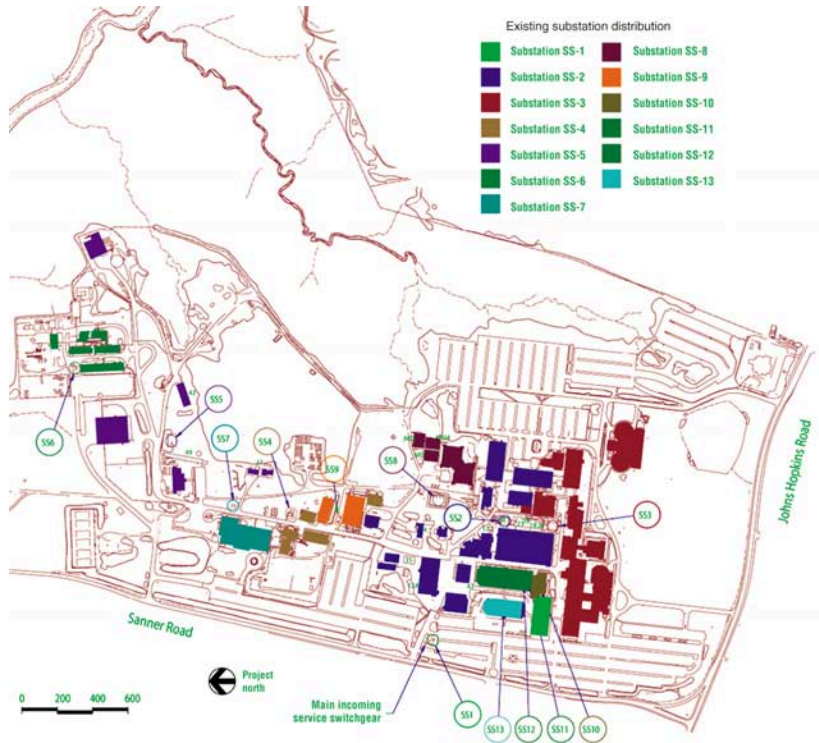 Existing substation distribution
Substation SS-1
Substation SS-2
Substation SS-3
Substation SS-4
Substation SS-5
Substation SS-6
Substation SS-7
Substation SS-8
Substation SS-9
Substation SS-10
Substation SS-11
Substation SS-12
Substation SS-13
SS6
SS5
SS7
SS4
SS9
SS8
SS2
SS3
Johns Hopkins Road
Sanner Road
Project
north
0 200 400 600
Main incoming
service switchgear
SS1
SS13
SS12
SS11
SS10